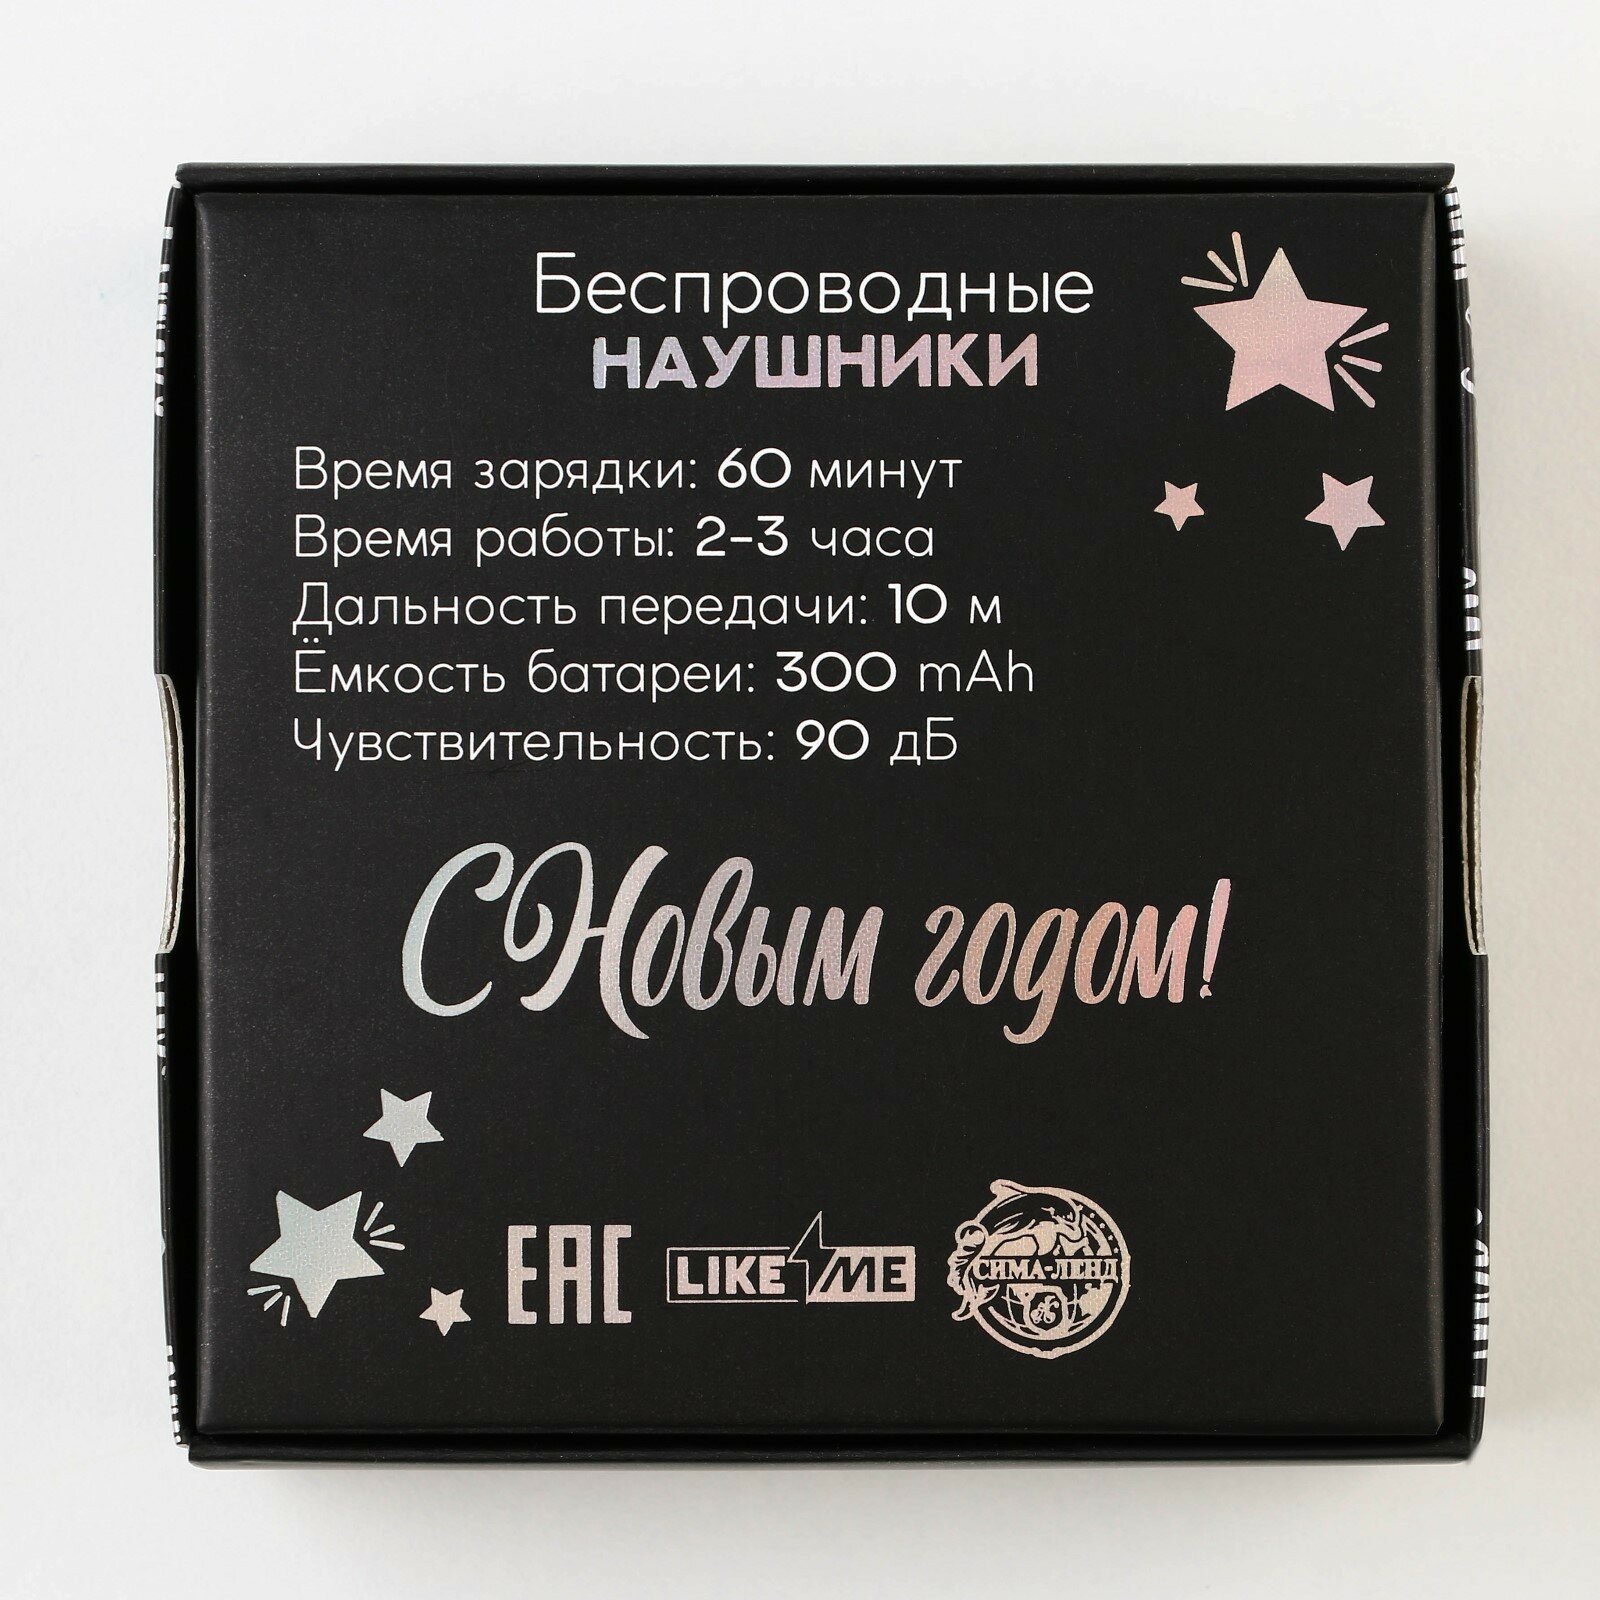 Беспроводные
НАУШНИКИ
Время зарядки: 60 минут
Время работы: 2-3 часа
Дальность передачи: 10 м
Ёмкость батареи: 300 mAh
Чувствительность: 90 дБ
С Новым годом!
EAC LIKE ME СИМА-ЛЕНД